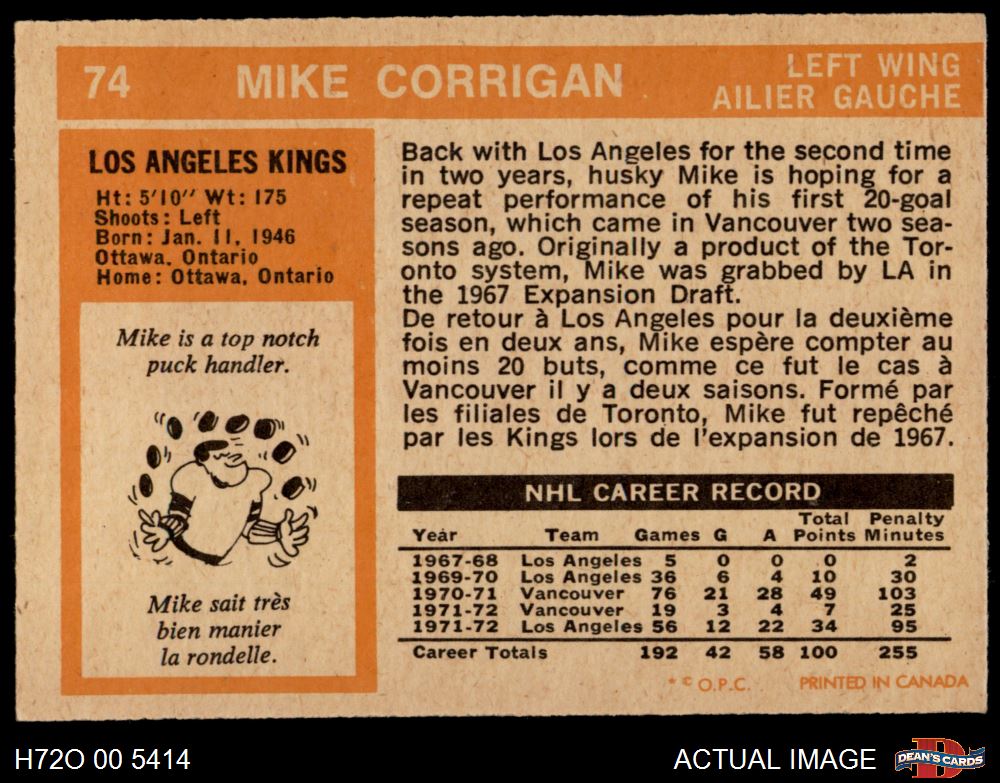 74 MIKE CORRIGAN
LEFT WING
AILIER GAUCHE
LOS ANGELES KINGS
Ht: 5'10" Wt: 175
Shoots: Left
Born: Jan. 11, 1946
Ottawa, Ontario
Home: Ottawa, Ontario
Mike is a top notch
puck handler.
Mike sait très
bien manier
la rondelle.
Back with Los Angeles for the second time
in two years, husky Mike is hoping for a
repeat performance of his first 20-goal
season, which came in Vancouver two sea-
sons ago. Originally a product of the Tor-
onto system, Mike was grabbed by LA in
the 1967 Expansion Draft.
De retour à Los Angeles pour la deuxième
fois en deux ans, Mike espère compter au
moins 20 buts, comme ce fut le cas à
Vancouver il y a deux saisons. Formé par
les filiales de Toronto, Mike fut repêché
par les Kings lors de l'expansion de 1967.
NHL CAREER RECORD
Year Team Games G A Total Points Penalty Minutes
1967-68 Los Angeles 5 0 0 0 2
1969-70 Los Angeles 36 6 4 10 30
1970-71 Vancouver 76 21 28 49 103
1971-72 Vancouver 19 3 4 7 25
1971-72 Los Angeles 56 12 22 34 95
Career Totals 192 42 58 100 255
* © O.P.C. PRINTED IN CANADA
H72O 00 5414
ACTUAL IMAGE
D
DEAN'S CARDS